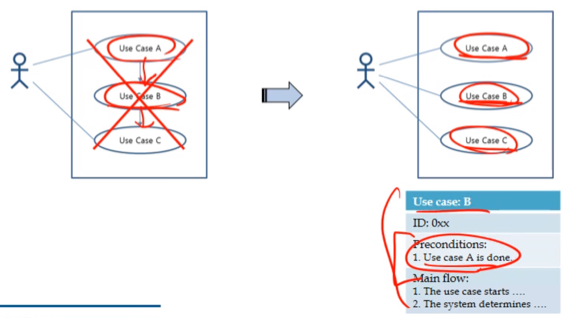 Use Case A
Use Case B
Use Case C
Use Case A
Use Case B
Use Case C
Use case: B
ID: 0xx
Preconditions:
1. Use case A is done.
Main flow:
1. The use case starts ….
2. The system determines ….